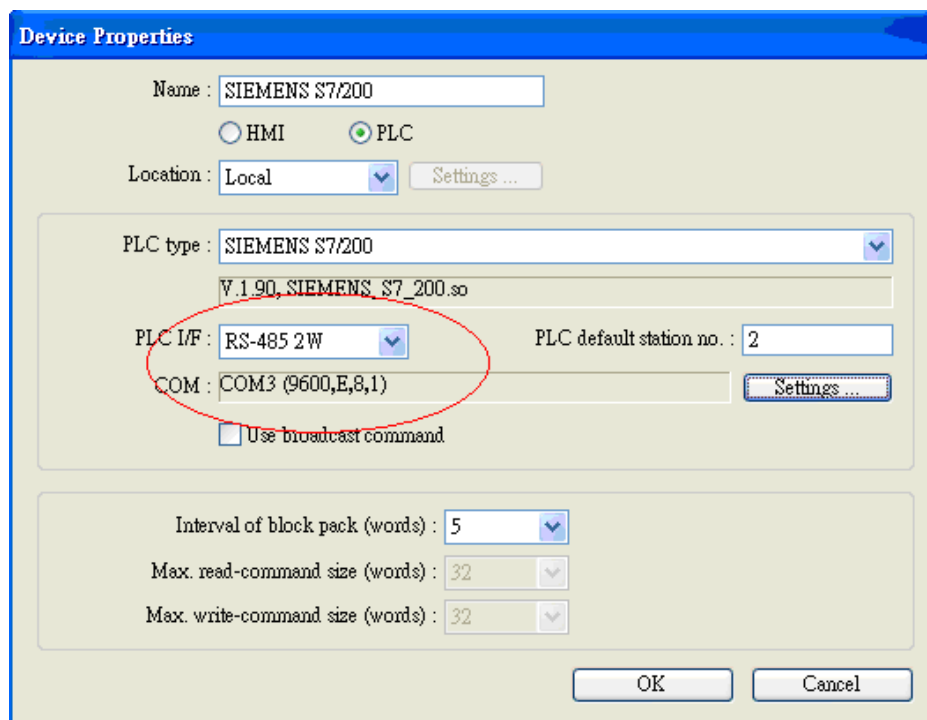 Device Properties
Name : SIEMENS S7/200
HMI PLC
Location : Local Settings ...
PLC type : SIEMENS S7/200
V.1.90, SIEMENS_S7_200.so
PLC I/F : RS-485 2W PLC default station no. : 2
COM : COM3 (9600,E,8,1) Settings ...
Use broadcast command
Interval of block pack (words) : 5
Max. read-command size (words) : 32
Max. write-command size (words) : 32
OK Cancel